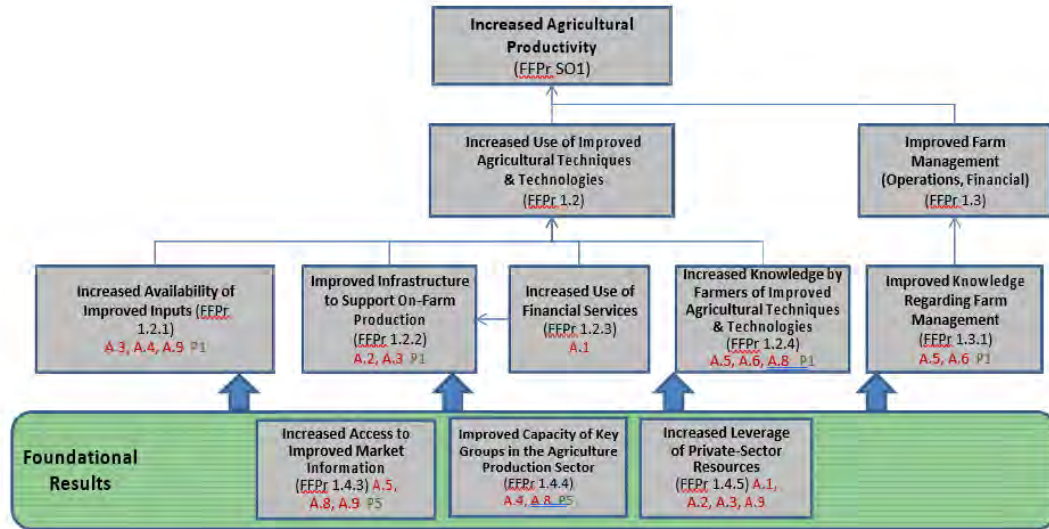 Increased Agricultural
Productivity
(FFPr SO1)
Increased Use of Improved
Agricultural Techniques
& Technologies
(FFPr 1.2)
Improved Farm
Management
(Operations, Financial)
(FFPr 1.3)
Increased Availability of
Improved Inputs (FFPr
1.2.1)
A.3, A.4, A.9 P1
Improved Infrastructure
to Support On-Farm
Production
(FFPr 1.2.2)
A.2, A.3 P1
Increased Use of
Financial Services
(FFPr 1.2.3)
A.1
Increased Knowledge by
Farmers of Improved
Agricultural Techniques
& Technologies
(FFPr 1.2.4)
A.5, A.6, A.8 P1
Improved Knowledge
Regarding Farm
Management
(FFPr 1.3.1)
A.5, A.6 P1
Foundational
Results
Increased Access to
Improved Market
Information
(FFPr 1.4.3) A.5,
A.8, A.9 P5
Improved Capacity of Key
Groups in the Agriculture
Production Sector
(FFPr 1.4.4)
A.4, A.8 P5
Increased Leverage
of Private-Sector
Resources
(FFPr 1.4.5) A.1,
A.2, A.3, A.9